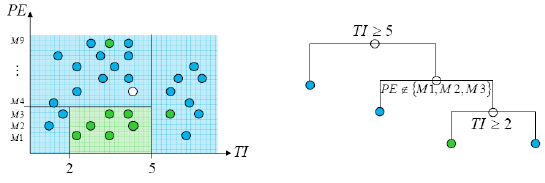 PE
M9
⋮
M4
M3
M2
M1
2
5
TI
TI ≥ 5
PE ∉ {M1, M2, M3}
TI ≥ 2